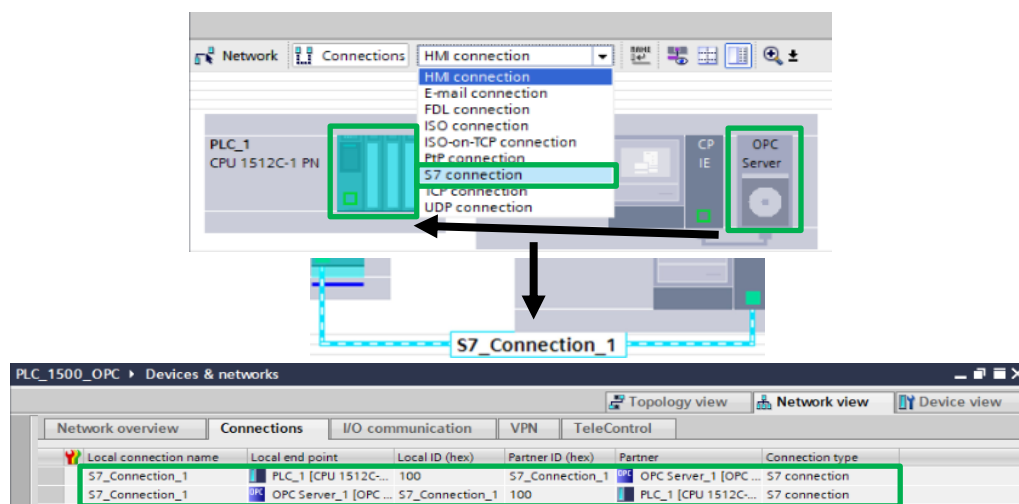 Network Connections HMI connection
HMI connection
E-mail connection
FDL connection
ISO connection
ISO-on-TCP connection
PtP connection
S7 connection
TCP connection
UDP connection
PLC_1
CPU 1512C-1 PN
CP
IE
OPC
Server
S7_Connection_1
PLC_1500_OPC ▸ Devices & networks
Topology view Network view Device view
Network overview Connections I/O communication VPN TeleControl
Local connection name Local end point Local ID (hex) Partner ID (hex) Partner Connection type
S7_Connection_1 PLC_1 [CPU 1512C-... 100 S7_Connection_1 OPC OPC Server_1 [OPC ... S7 connection
S7_Connection_1 OPC OPC Server_1 [OPC ... S7_Connection_1 100 PLC_1 [CPU 1512C-... S7 connection